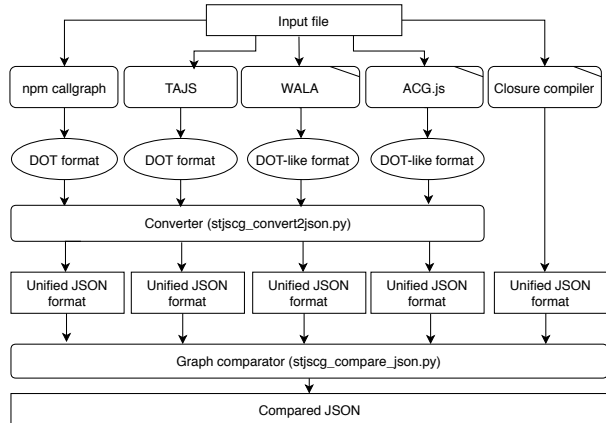 Input file
npm callgraph
TAJS
WALA
ACG.js
Closure compiler
DOT format
DOT format
DOT-like format
DOT-like format
Converter (stjscg_convert2json.py)
Unified JSON
format
Unified JSON
format
Unified JSON
format
Unified JSON
format
Unified JSON
format
Graph comparator (stjscg_compare_json.py)
Compared JSON